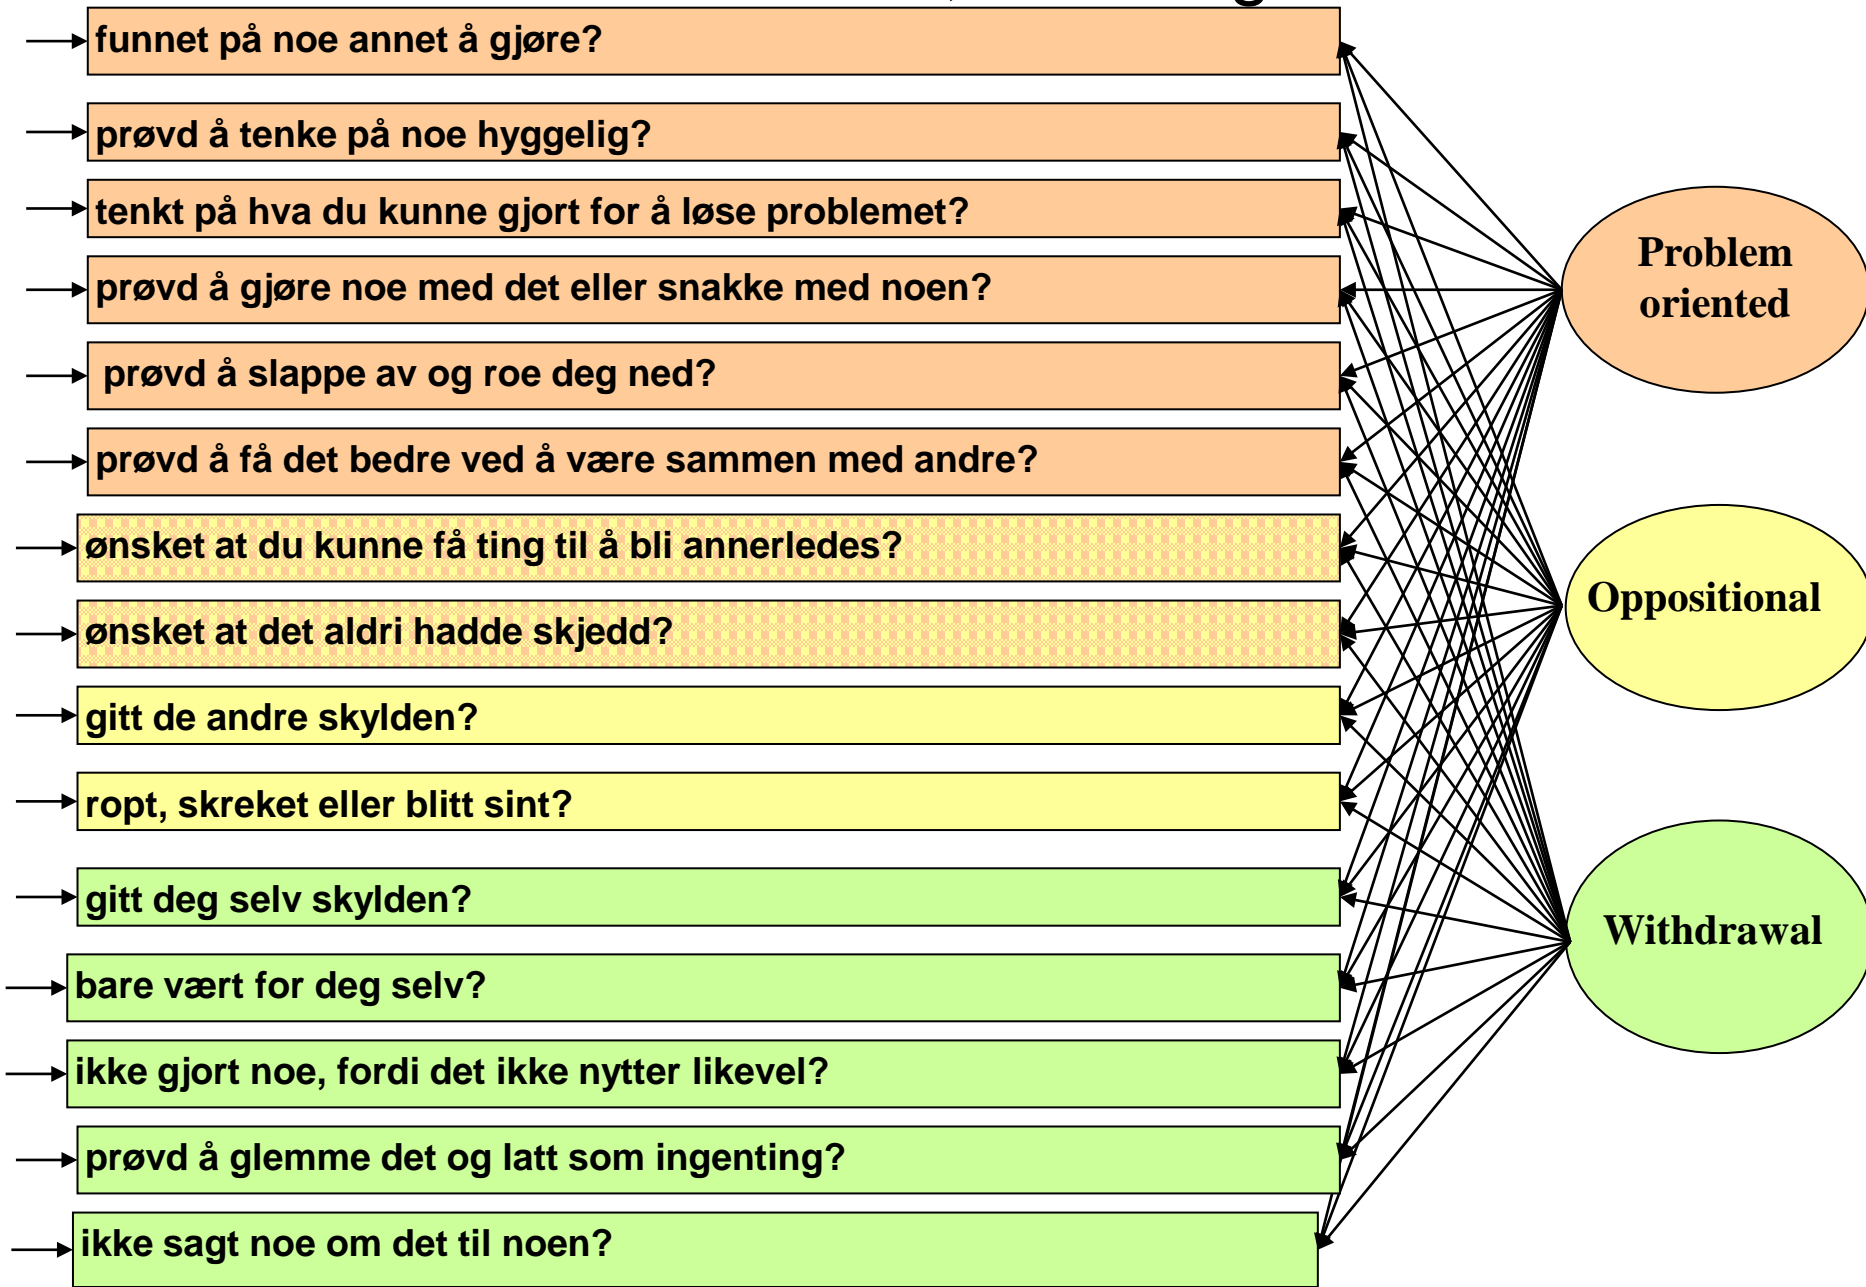 funnet på noe annet å gjøre?
prøvd å tenke på noe hyggelig?
tenkt på hva du kunne gjort for å løse problemet?
prøvd å gjøre noe med det eller snakke med noen?
prøvd å slappe av og roe deg ned?
prøvd å få det bedre ved å være sammen med andre?
ønsket at du kunne få ting til å bli annerledes?
ønsket at det aldri hadde skjedd?
gitt de andre skylden?
ropt, skreket eller blitt sint?
gitt deg selv skylden?
bare vært for deg selv?
ikke gjort noe, fordi det ikke nytter likevel?
prøvd å glemme det og latt som ingenting?
ikke sagt noe om det til noen?
Problem
oriented
Oppositional
Withdrawal